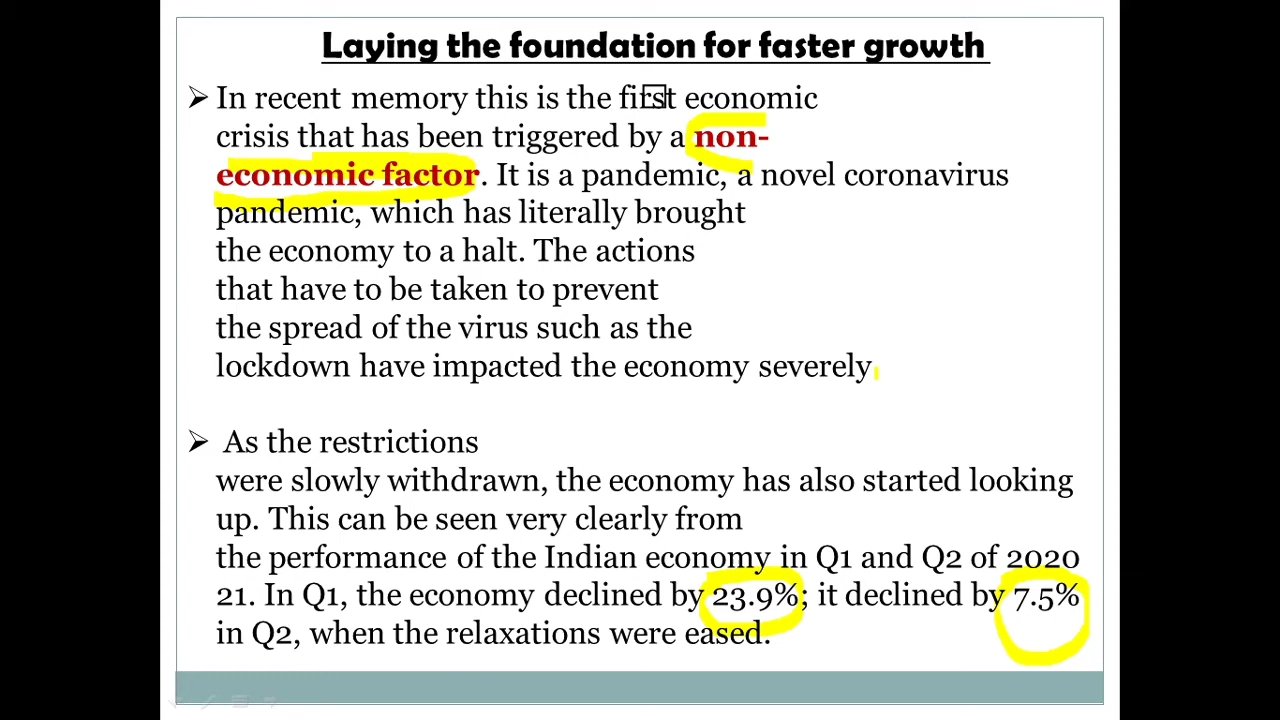 Laying the foundation for faster growth
In recent memory this is the first economic
crisis that has been triggered by a non-
economic factor. It is a pandemic, a novel coronavirus
pandemic, which has literally brought
the economy to a halt. The actions
that have to be taken to prevent
the spread of the virus such as the
lockdown have impacted the economy severely
As the restrictions
were slowly withdrawn, the economy has also started looking
up. This can be seen very clearly from
the performance of the Indian economy in Q1 and Q2 of 2020
21. In Q1, the economy declined by 23.9%; it declined by 7.5%
in Q2, when the relaxations were eased.